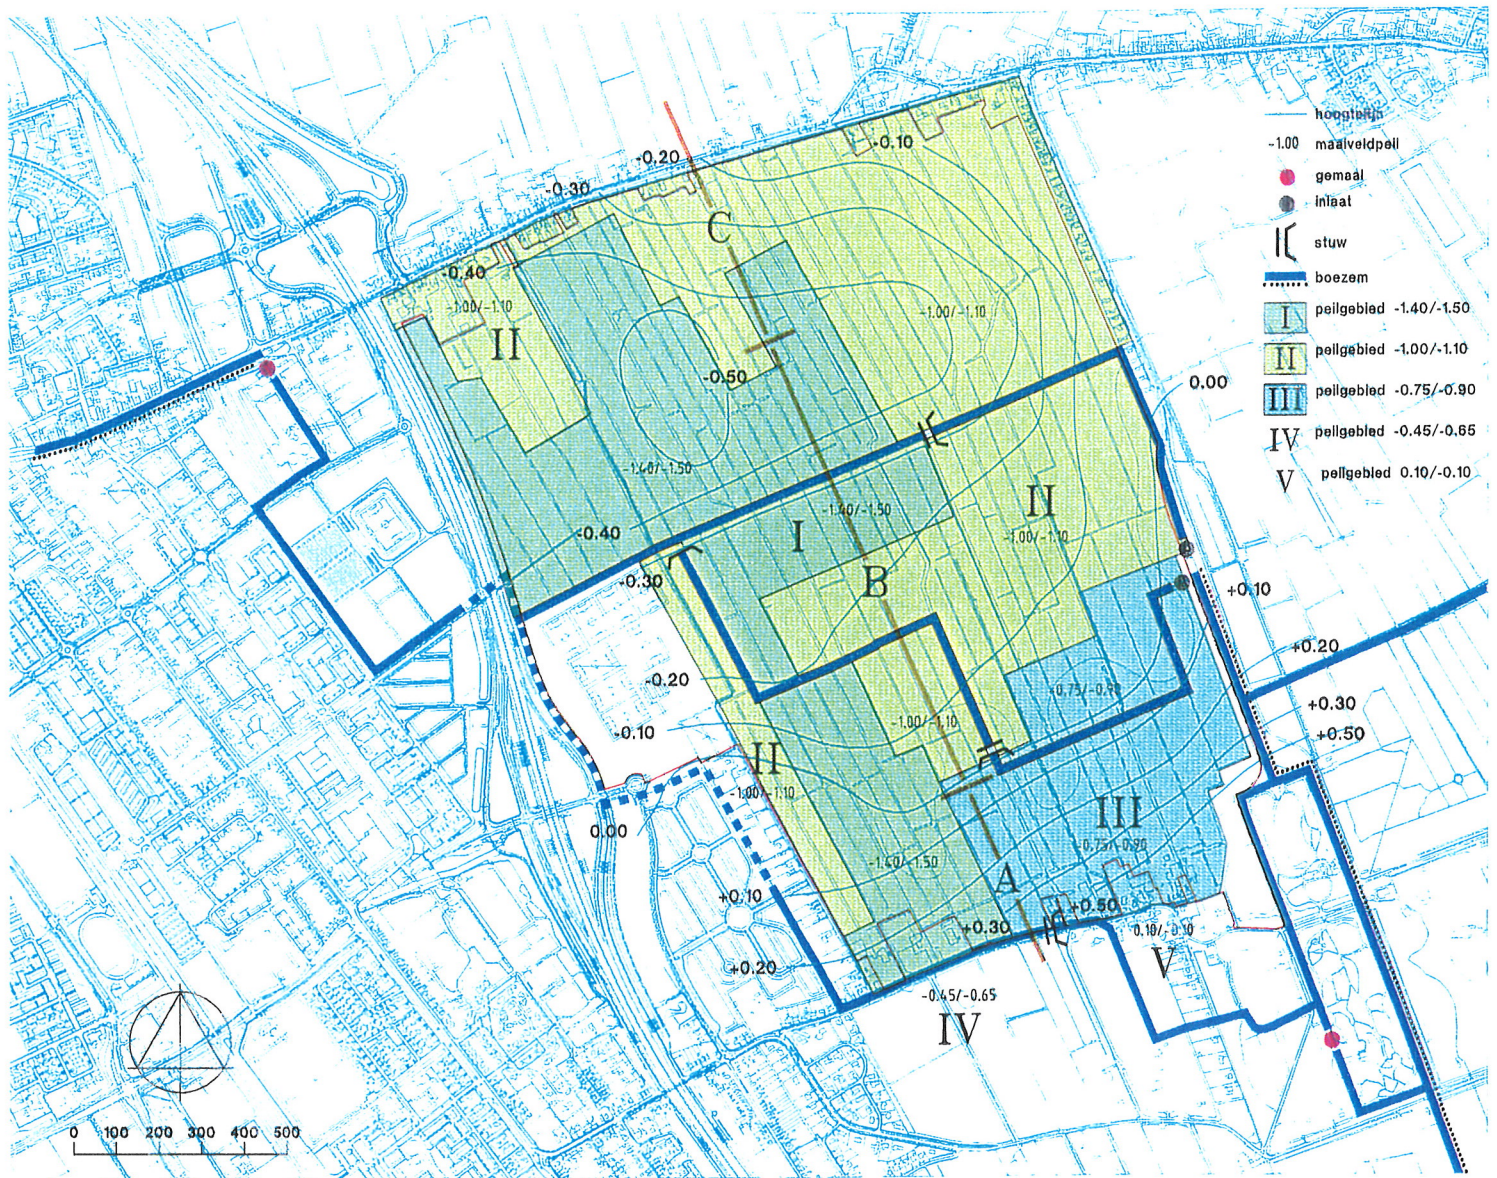 hoogtelijn
-1.00 maaiveldpeil
gemaal
inlaat
stuw
boezem
I peilgebied -1.40/-1.50
II peilgebied -1.00/-1.10
III peilgebied -0.75/-0.90
IV peilgebied -0.45/-0.65
V peilgebied 0.10/-0.10
-0.10
-0.20
-0.30
C
-0.40
-1.00/-1.10
II
-1.00/-1.10
-0.50
0.00
-1.40/-1.50
-1.40/-1.50
II
-1.00/-1.10
I
-0.40
-0.30
B
+0.10
+0.20
-0.20
-0.75/-0.90
+0.30
-1.00/-1.10
-0.10
+0.50
II
-1.00/-1.10
III
-0.75/-0.90
0.00
-1.40/-1.50
A
+0.10
+0.50
+0.30
0.10/-0.10
V
+0.20
-0.45/-0.65
IV
0 100 200 300 400 500